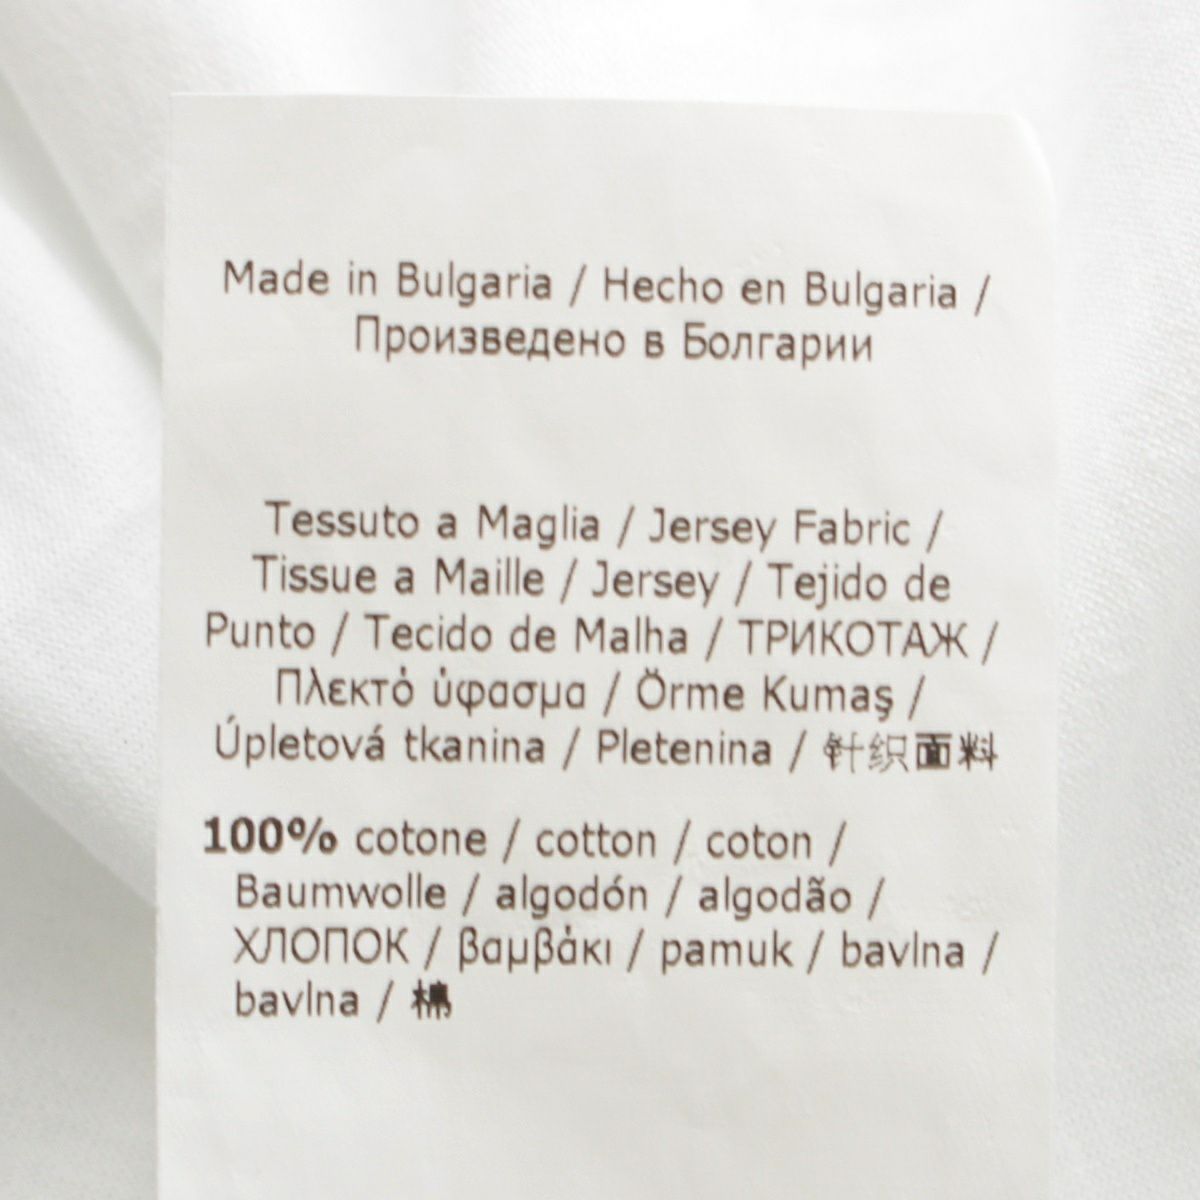 Made in Bulgaria / Hecho en Bulgaria /
Произведено в Болгарии
Tessuto a Maglia / Jersey Fabric /
Tissue a Maille / Jersey / Tejido de
Punto / Tecido de Malha / ТРИКОТАЖ /
Πλεκτό ύφασμα / Örme Kumaş /
Úpletová tkanina / Pletenina / 针织面料
100% cotone / cotton / coton /
Baumwolle / algodón / algodão /
ХЛОПОК / βαμβάκι / pamuk / bavlna /
bavlna / 棉